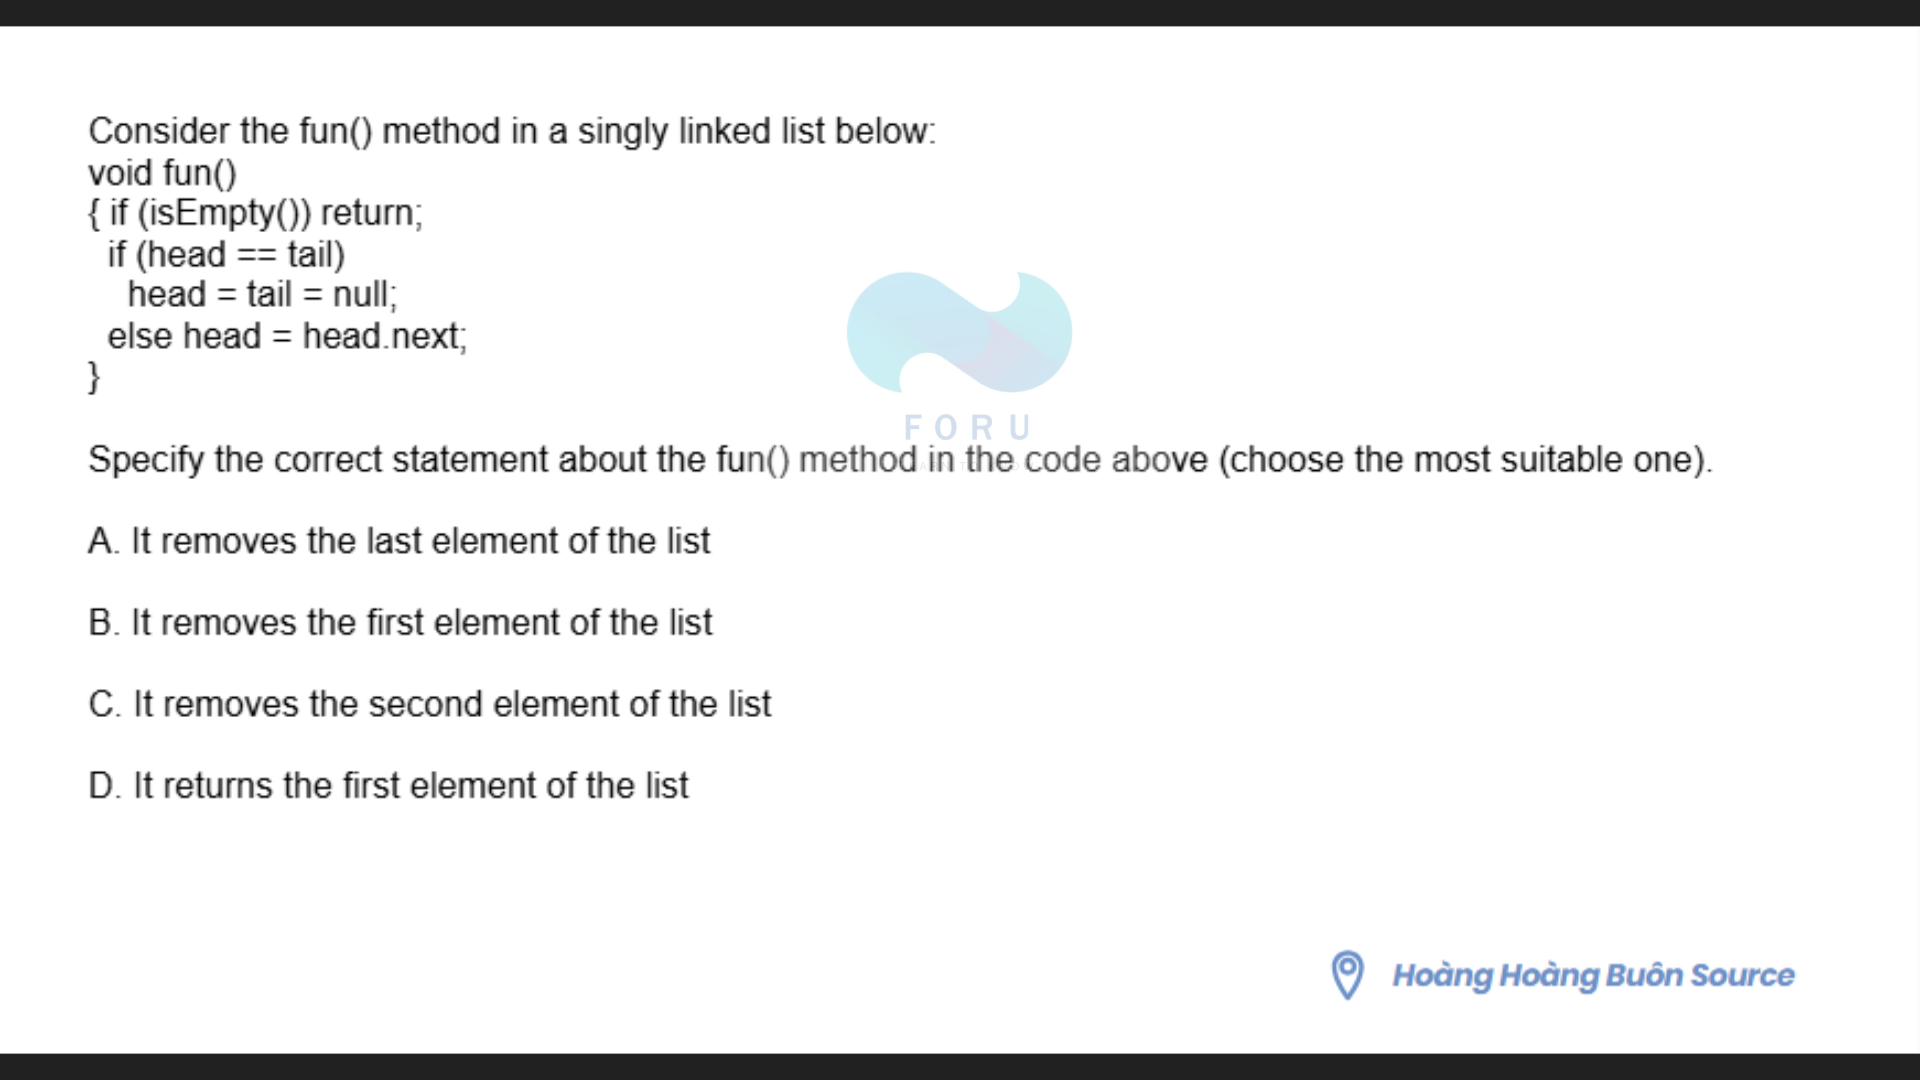 Consider the fun() method in a singly linked list below:
void fun()
{ if (isEmpty()) return;
if (head == tail)
head = tail = null;
else head = head.next;
}
FORU
Specify the correct statement about the fun() method in the code above (choose the most suitable one).
A. It removes the last element of the list
B. It removes the first element of the list
C. It removes the second element of the list
D. It returns the first element of the list
Hoàng Hoàng Buôn Source